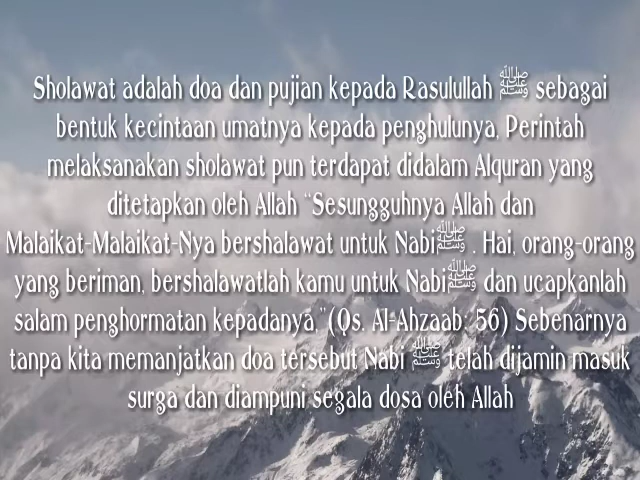 Sholawat adalah doa dan pujian kepada Rasulullah ﷺ sebagai
bentuk kecintaan umatnya kepada penghulunya. Perintah
melaksanakan sholawat pun terdapat didalam Alquran yang
ditetapkan oleh Allah “Sesungguhnya Allah dan
Malaikat-Malaikat-Nya bershalawat untuk Nabiﷺ . Hai, orang-orang
yang beriman, bershalawatlah kamu untuk Nabiﷺ dan ucapkanlah
salam penghormatan kepadanya,”(Qs. Al-Ahzaab: 56) Sebenarnya
tanpa kita memanjatkan doa tersebut Nabi ﷺ telah dijamin masuk
surga dan diampuni segala dosa oleh Allah